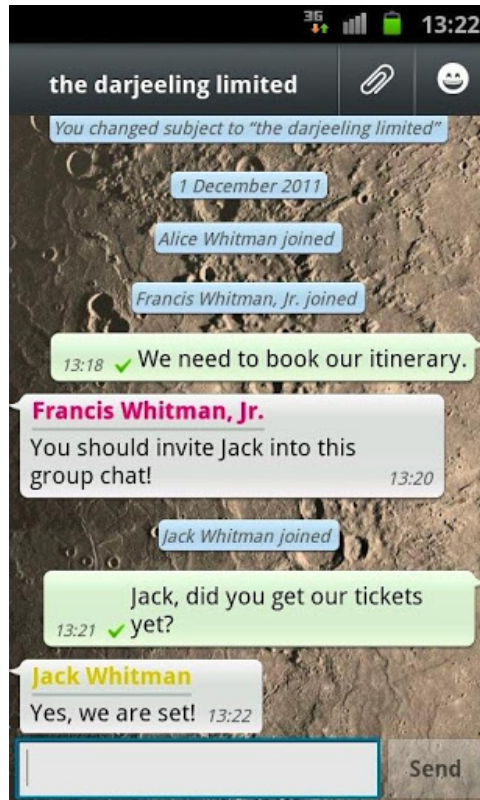 3G 13:22
the darjeeling limited
You changed subject to “the darjeeling limited”
1 December 2011
Alice Whitman joined
Francis Whitman, Jr. joined
13:18 We need to book our itinerary.
Francis Whitman, Jr.
You should invite Jack into this
group chat!
13:20
Jack Whitman joined
Jack, did you get our tickets
13:21 yet?
Jack Whitman
Yes, we are set! 13:22
Send